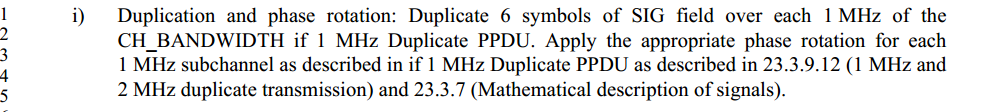 1 i) Duplication and phase rotation: Duplicate 6 symbols of SIG field over each 1 MHz of the
2 CH_BANDWIDTH if 1 MHz Duplicate PPDU. Apply the appropriate phase rotation for each
3 1 MHz subchannel as described in if 1 MHz Duplicate PPDU as described in 23.3.9.12 (1 MHz and
4 2 MHz duplicate transmission) and 23.3.7 (Mathematical description of signals).
5